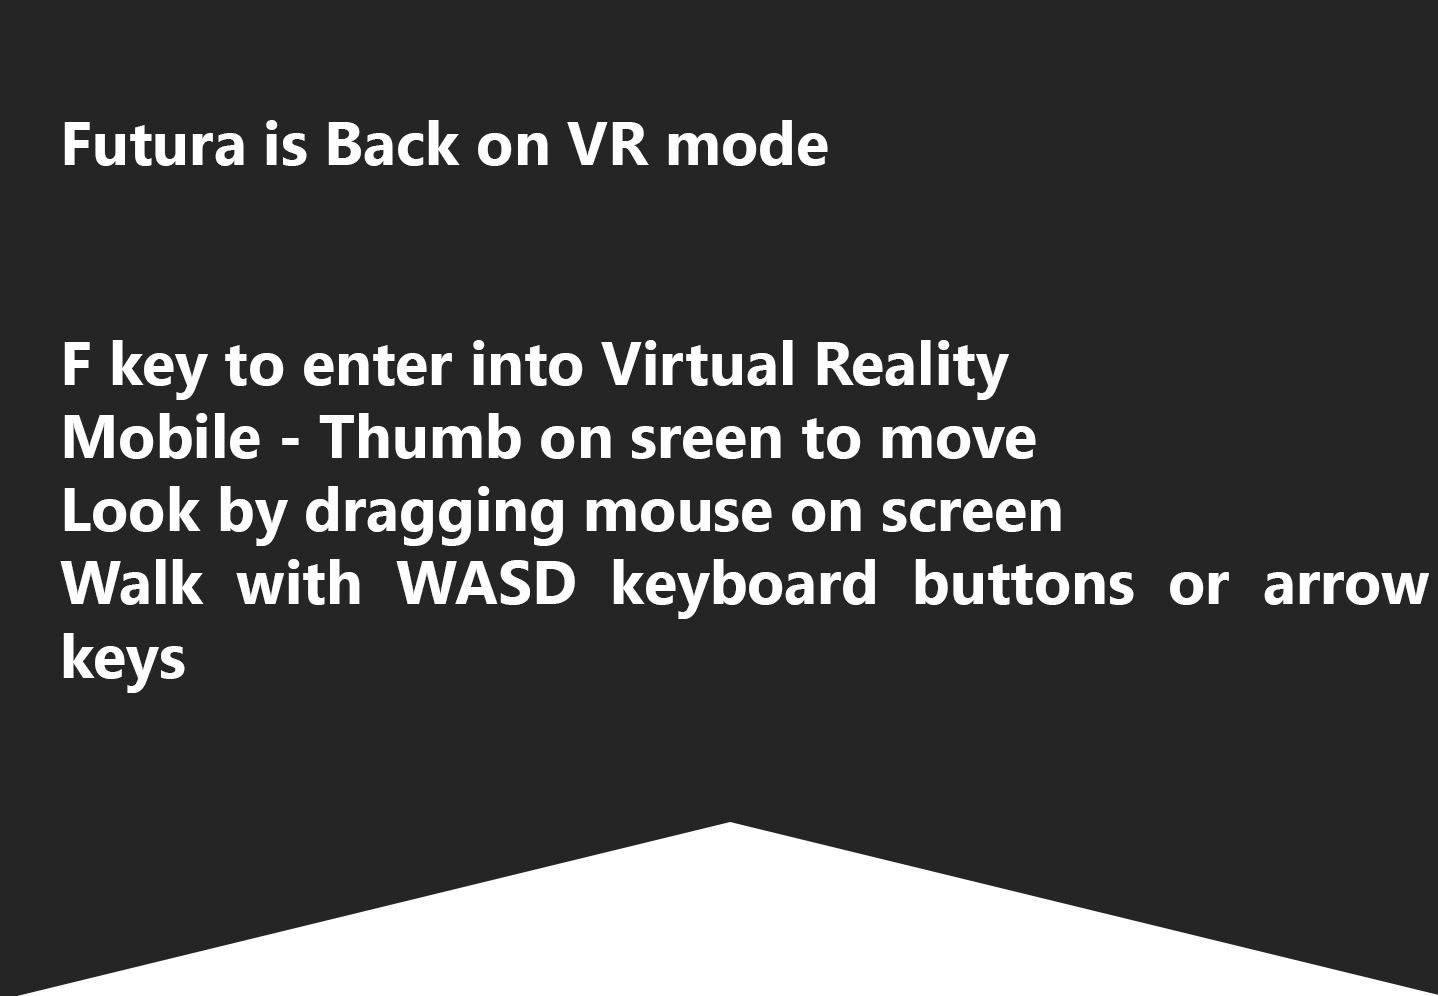 Futura is Back on VR mode
F key to enter into Virtual Reality
Mobile - Thumb on sreen to move
Look by dragging mouse on screen
Walk with WASD keyboard buttons or arrow
keys